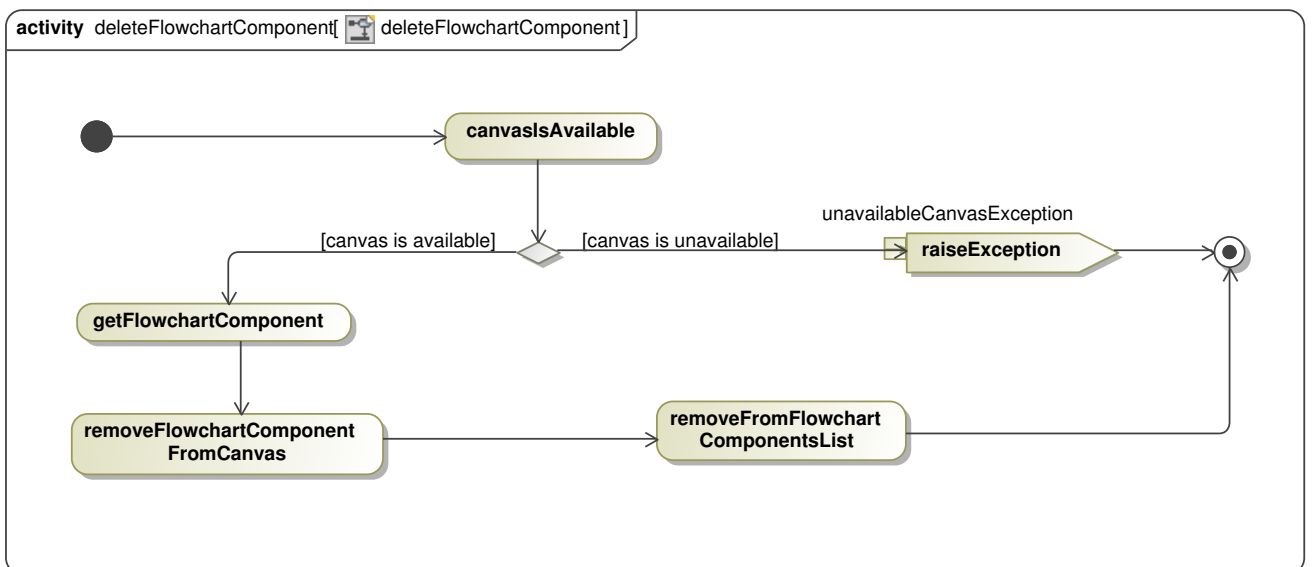 activity deleteFlowchartComponent[ deleteFlowchartComponent]
canvasIsAvailable
unavailableCanvasException
[canvas is available]
[canvas is unavailable]
raiseException
getFlowchartComponent
removeFlowchartComponent
FromCanvas
removeFromFlowchart
ComponentsList